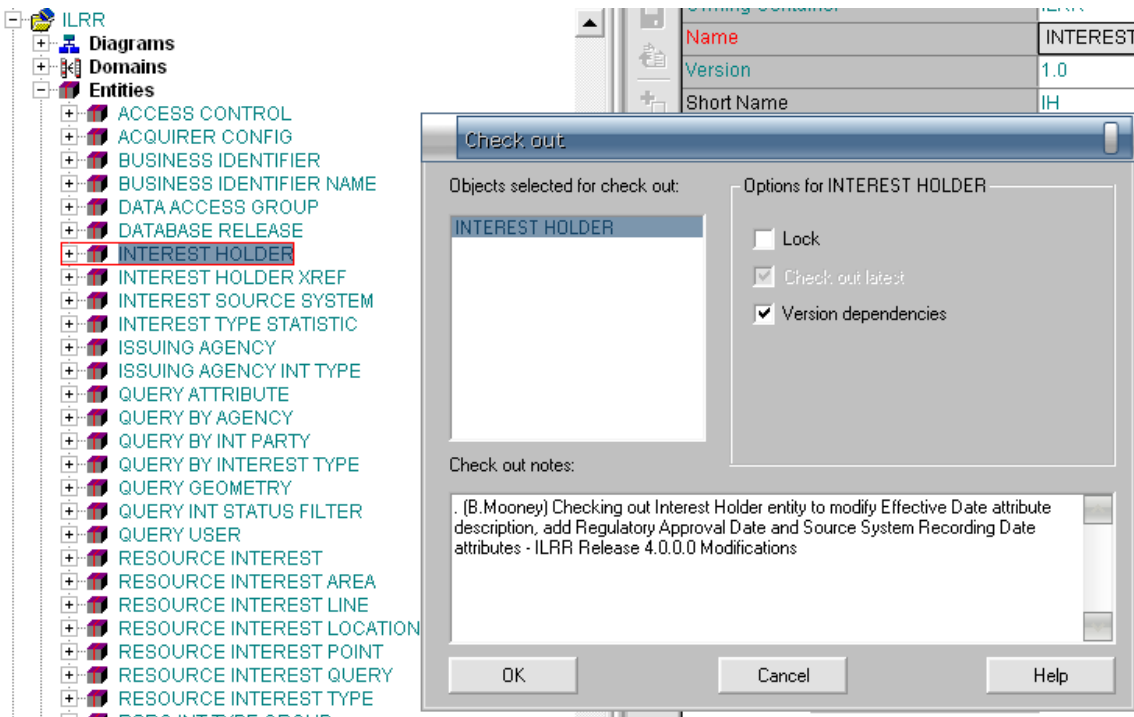 ILRR
Diagrams
Domains
Entities
ACCESS CONTROL
ACQUIRER CONFIG
BUSINESS IDENTIFIER
BUSINESS IDENTIFIER NAME
DATA ACCESS GROUP
DATABASE RELEASE
INTEREST HOLDER
INTEREST HOLDER XREF
INTEREST SOURCE SYSTEM
INTEREST TYPE STATISTIC
ISSUING AGENCY
ISSUING AGENCY INT TYPE
QUERY ATTRIBUTE
QUERY BY AGENCY
QUERY BY INT PARTY
QUERY BY INTEREST TYPE
QUERY GEOMETRY
QUERY INT STATUS FILTER
QUERY USER
RESOURCE INTEREST
RESOURCE INTEREST AREA
RESOURCE INTEREST LINE
RESOURCE INTEREST LOCATION
RESOURCE INTEREST POINT
RESOURCE INTEREST QUERY
RESOURCE INTEREST TYPE
Name INTEREST
Version 1.0
Short Name IH
Check out
Objects selected for check out:
INTEREST HOLDER
Options for INTEREST HOLDER
Lock
Check out latest
Version dependencies
Check out notes:
. (B.Mooney) Checking out Interest Holder entity to modify Effective Date attribute
description, add Regulatory Approval Date and Source System Recording Date
attributes - ILRR Release 4.0.0.0 Modifications
OK
Cancel
Help